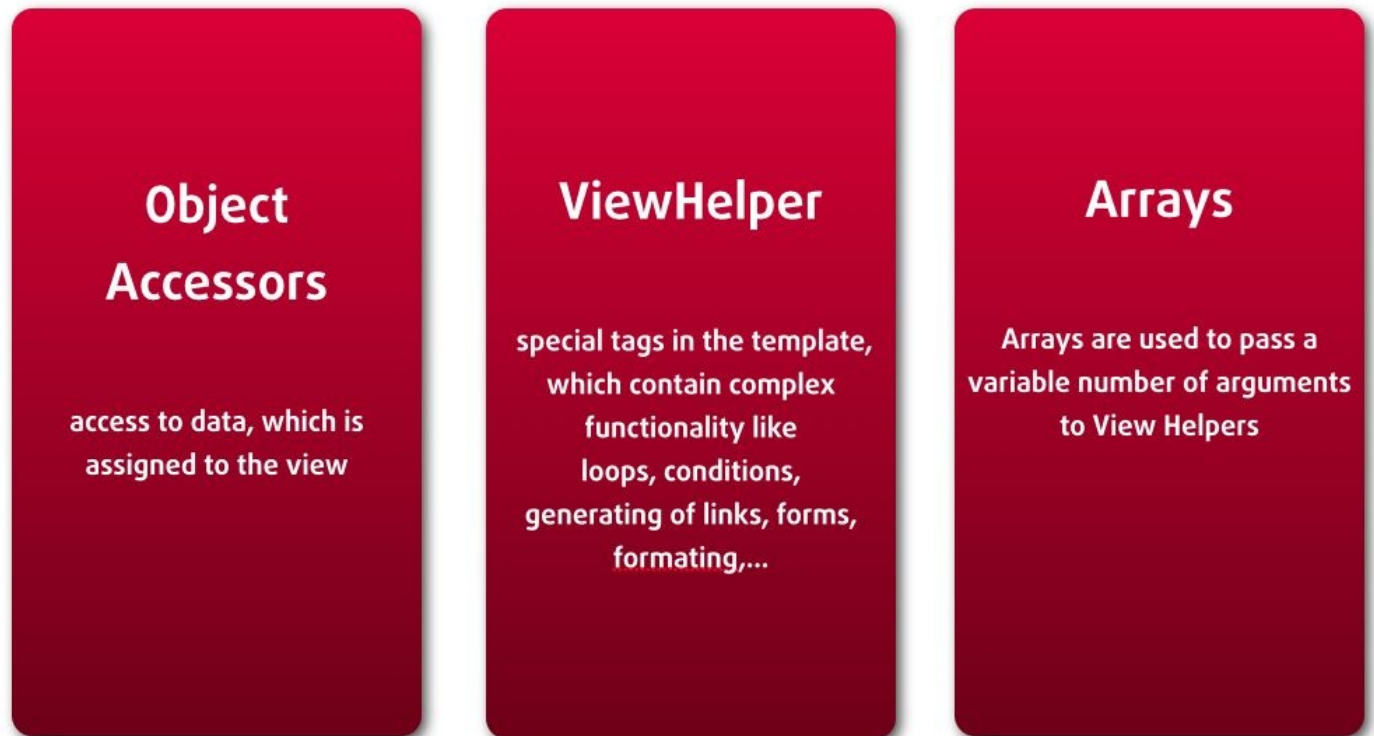 Object
Accessors
access to data, which is
assigned to the view
ViewHelper
special tags in the template,
which contain complex
functionality like
loops, conditions,
generating of links, forms,
formating,...
Arrays
Arrays are used to pass a
variable number of arguments
to View Helpers